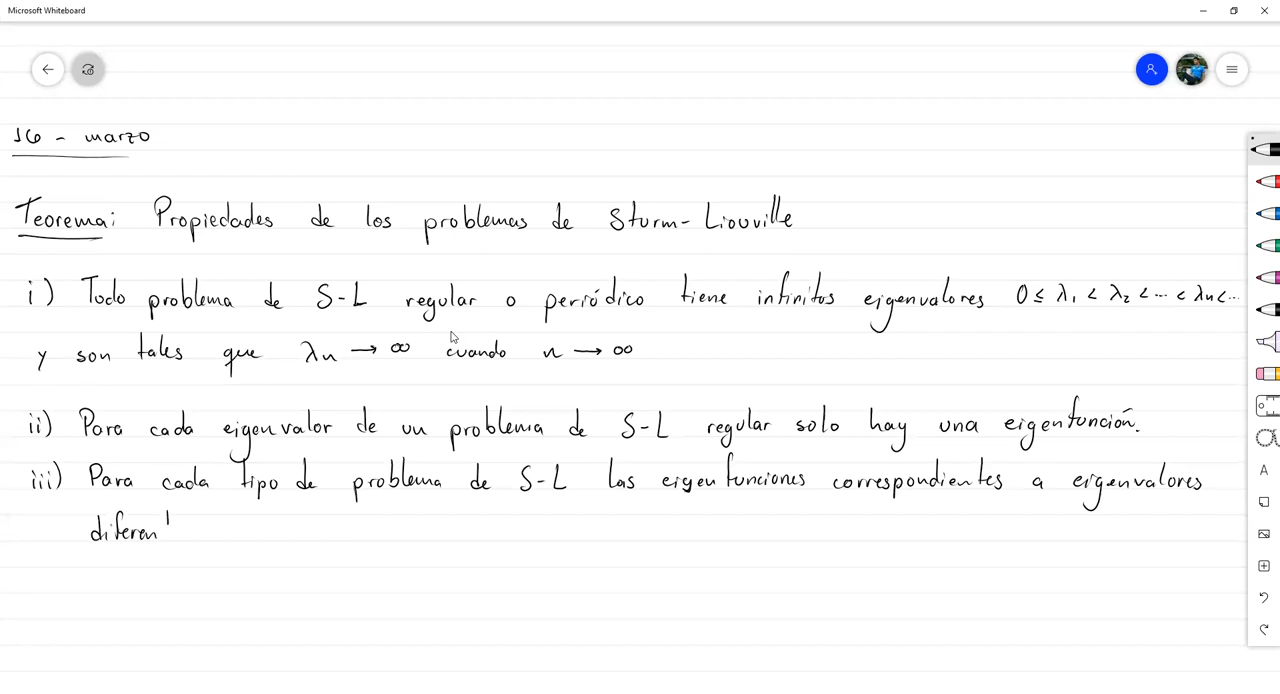 Microsoft Whiteboard
16 - marzo
Teorema: Propiedades de los problemas de Sturm-Liouville
i) Todo problema de S-L regular o periódico tiene infinitos eigenvalores 0 ≤ λ₁ < λ₂ < ... < λn < ...
y son tales que λn → ∞ cuando n → ∞
ii) Para cada eigenvalor de un problema de S-L regular solo hay una eigenfunción.
iii) Para cada tipo de problema de S-L las eigenfunciones correspondientes a eigenvalores
diferen
A